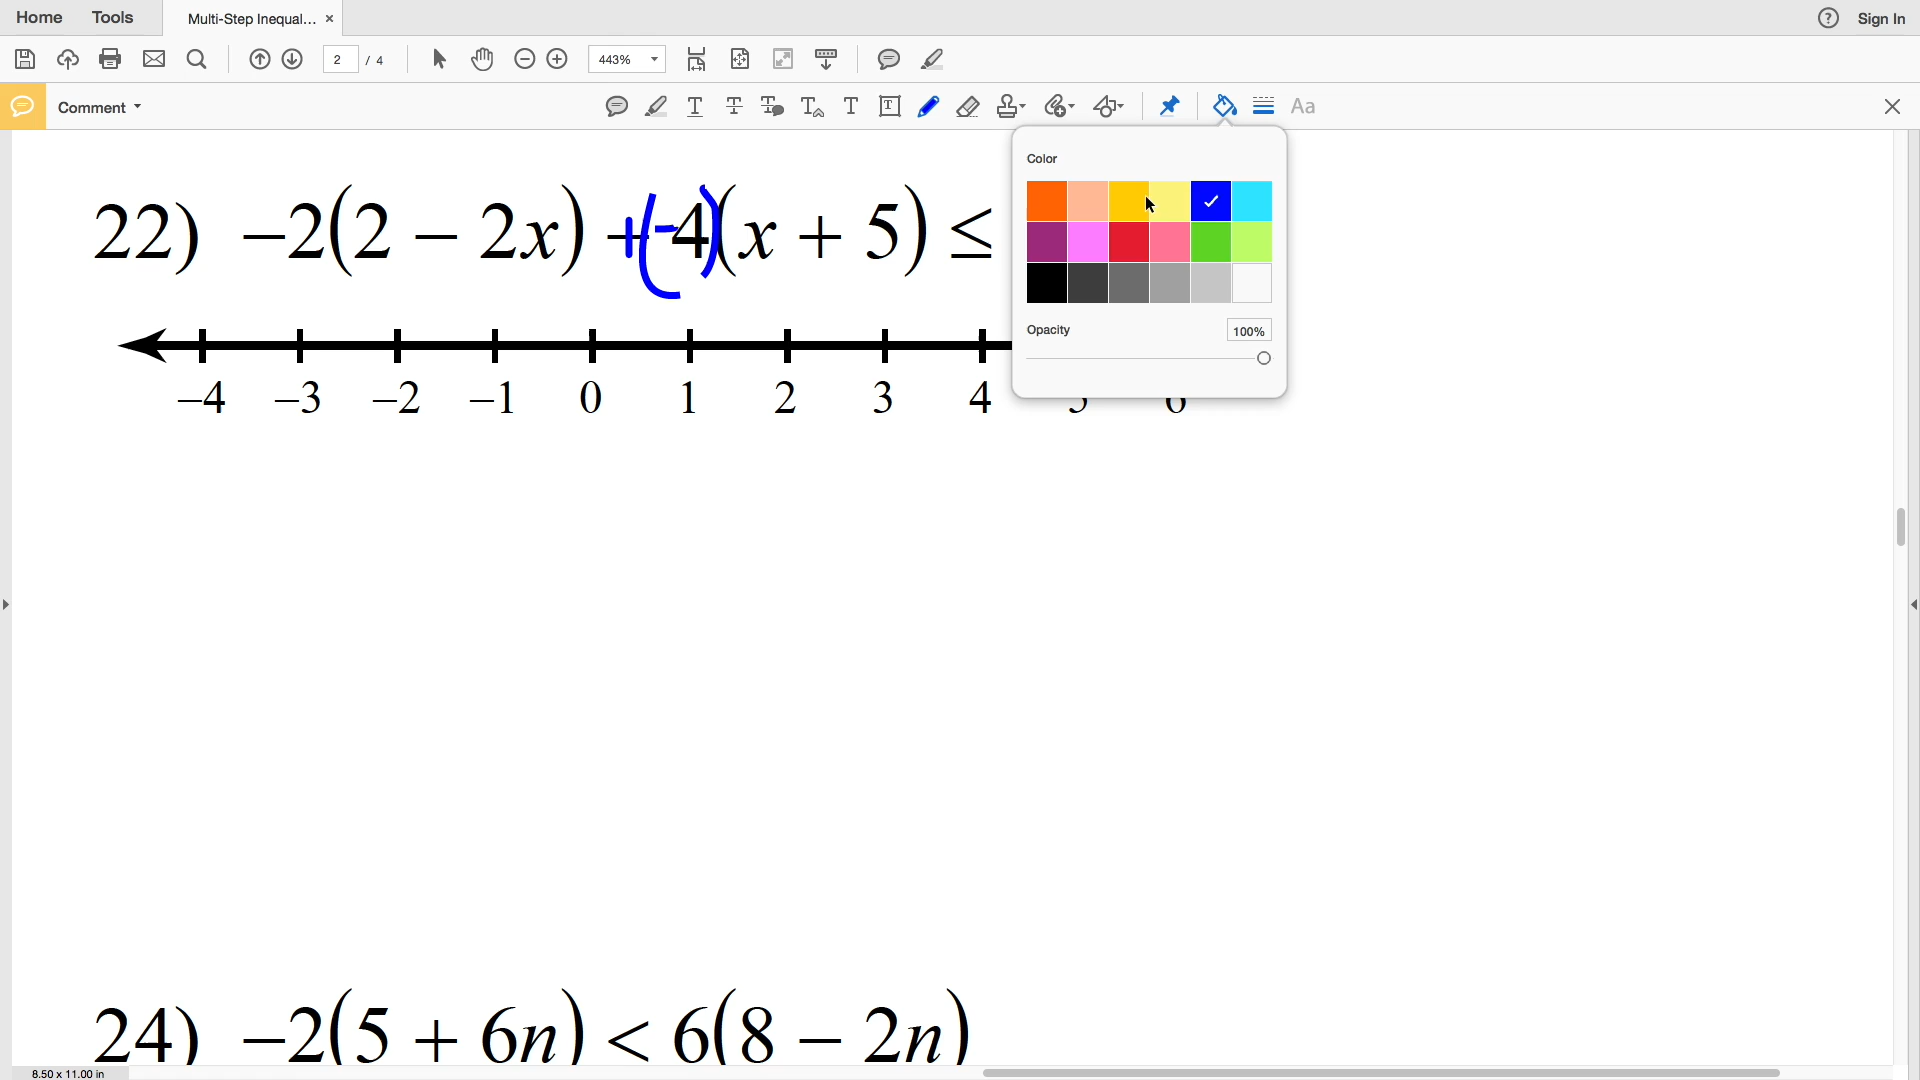 Home Tools Multi-Step Inequal... × ? Sign In
2 / 4 443%
Comment T T T T T T Aa
Color
22) −2(2 − 2x) +(-4)(x + 5) ≤
Opacity 100%
−4 −3 −2 −1 0 1 2 3 4
24) −2(5 + 6n) < 6(8 − 2n)
8.50 x 11.00 in